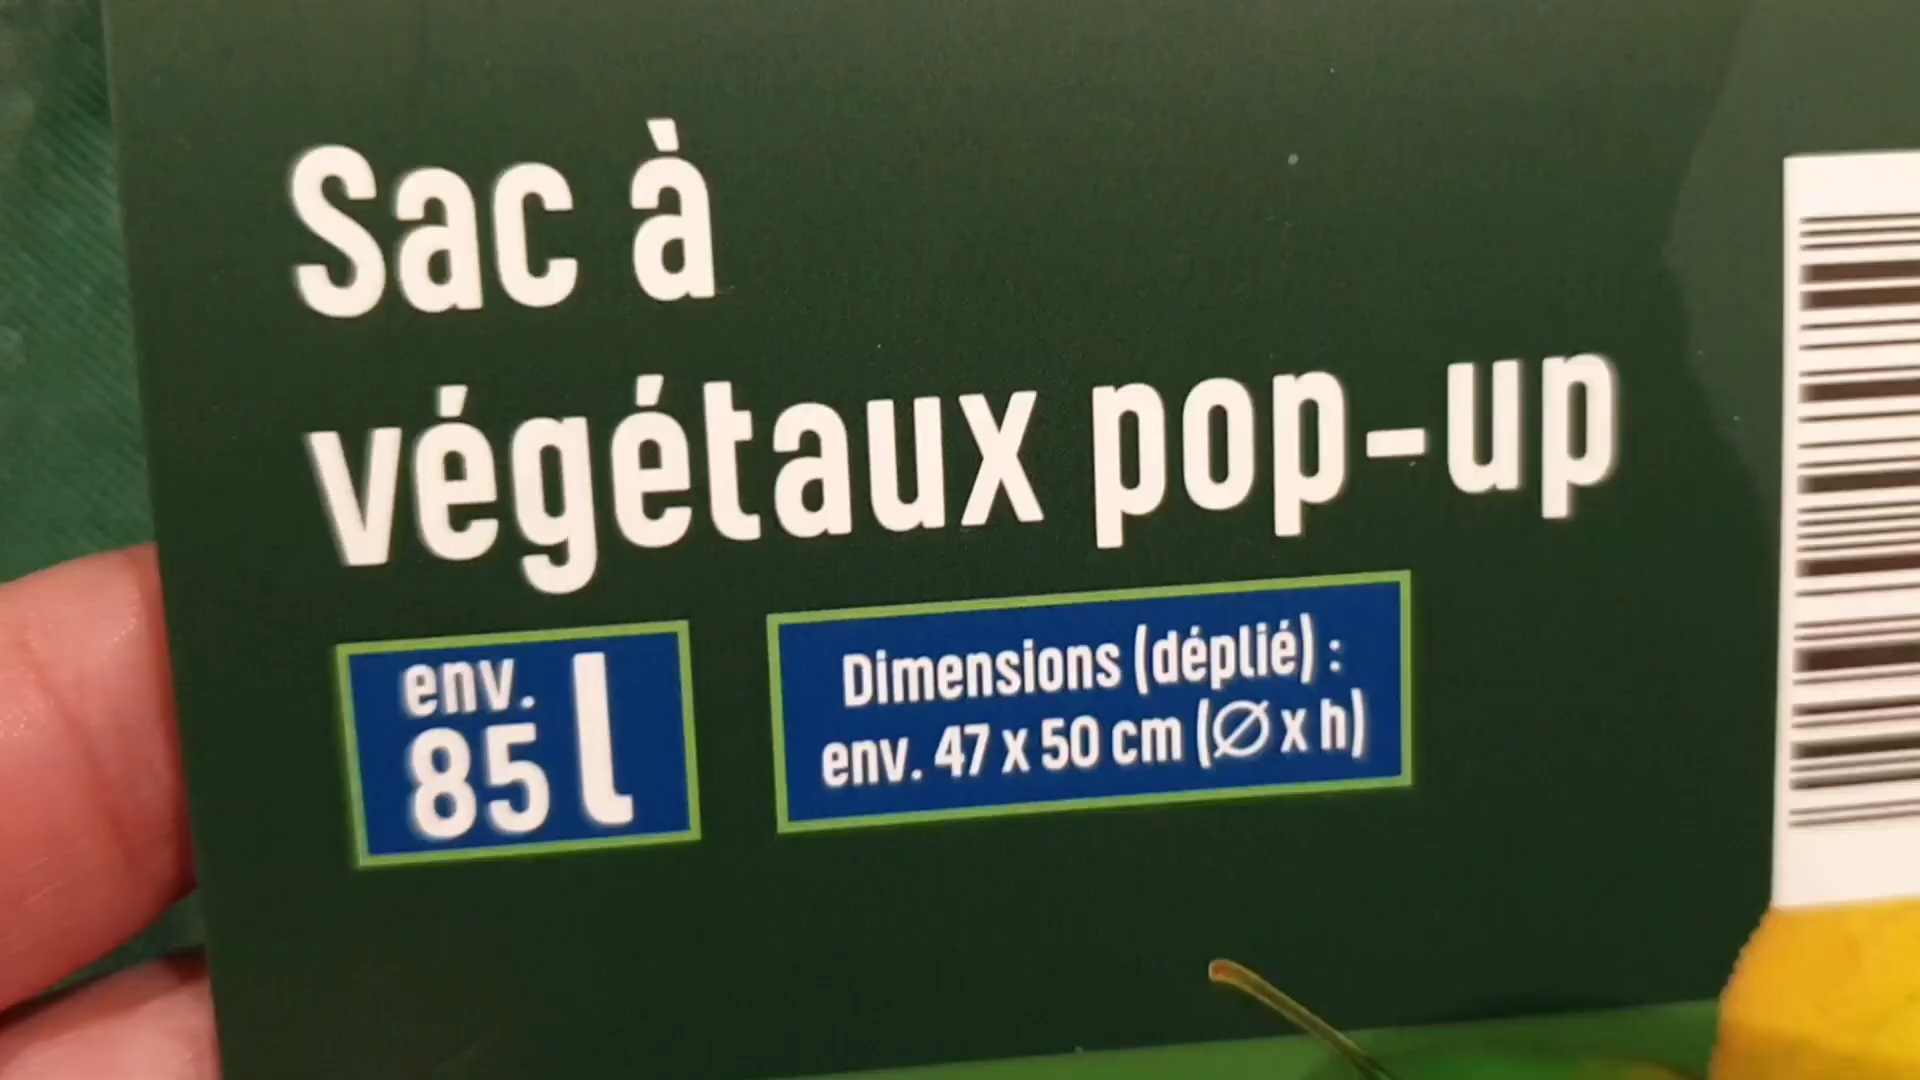 Sac à
végétaux pop-up
env.
85 l
Dimensions (déplié) :
env. 47 x 50 cm (Ø x h)